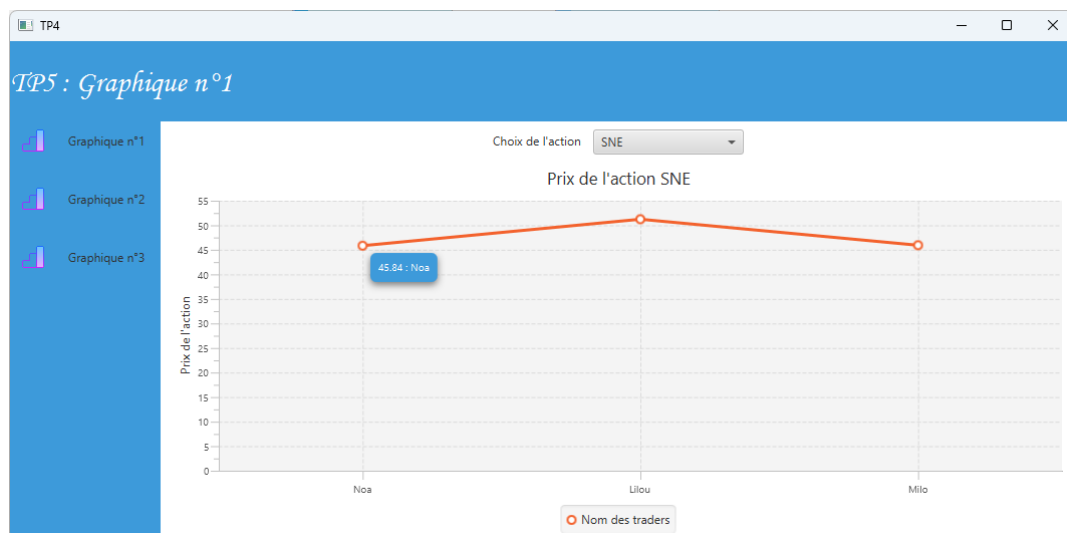 TP4
TP5 : Graphique n°1
Graphique n°1
Graphique n°2
Graphique n°3
Choix de l'action SNE
Prix de l'action SNE
Prix de l'action
55
50
45
40
35
30
25
20
15
10
5
0
45.84 : Noa
Noa Lilou Milo
Nom des traders